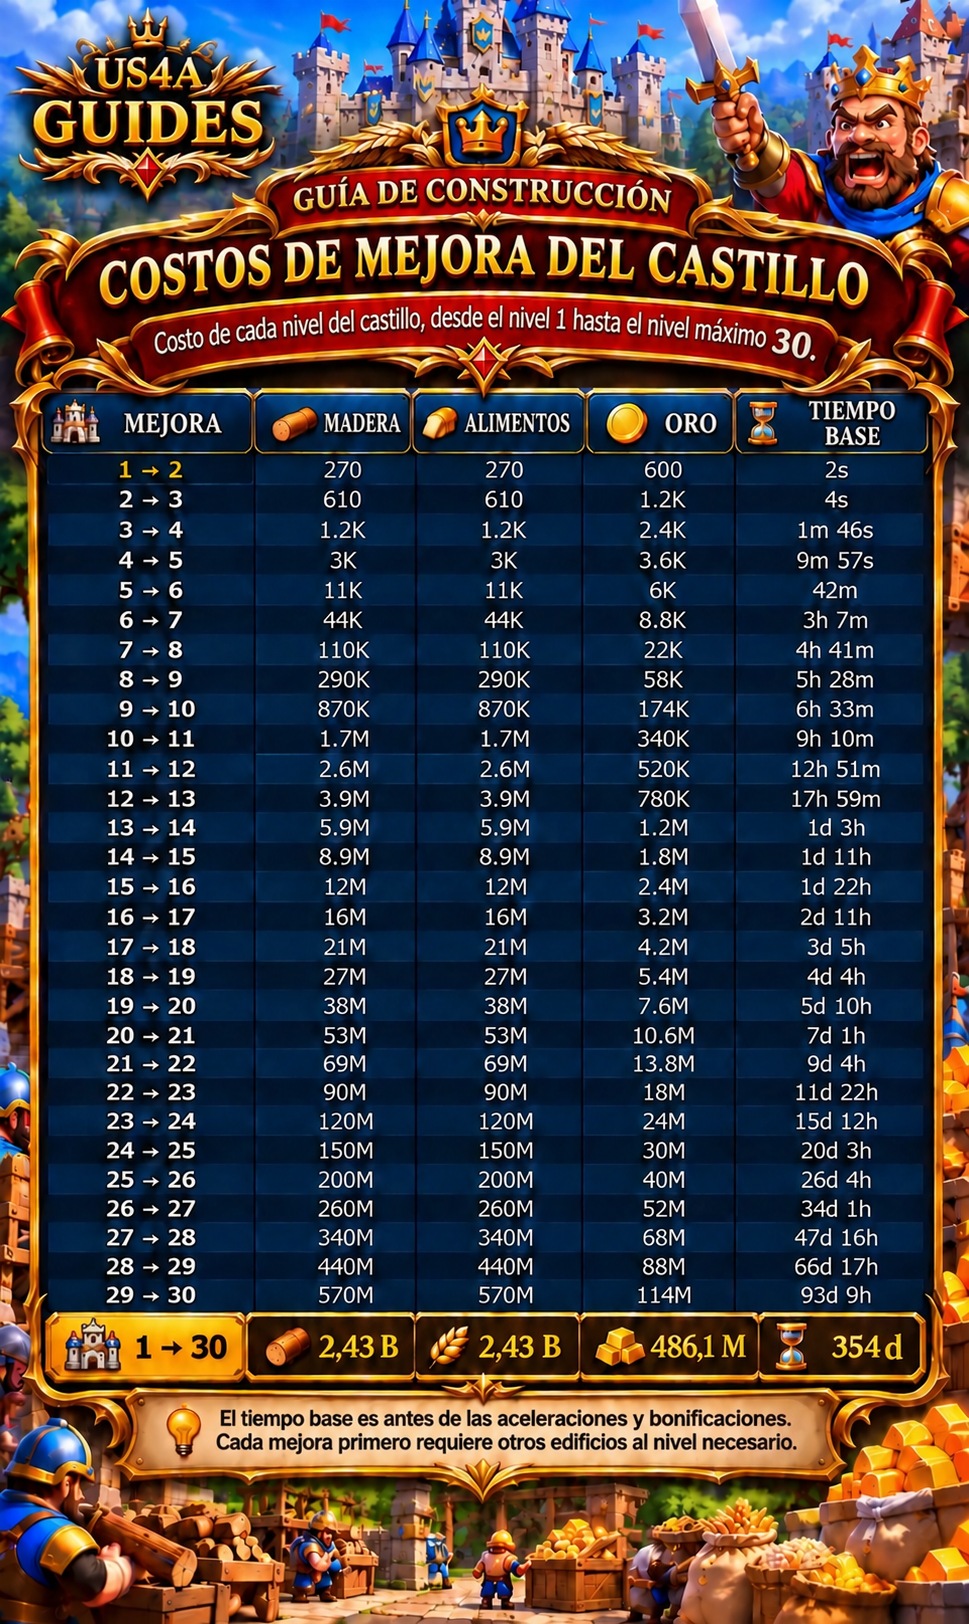 US4A
GUIDES
GUÍA DE CONSTRUCCIÓN
COSTOS DE MEJORA DEL CASTILLO
Costo de cada nivel del castillo, desde el nivel 1 hasta el nivel máximo 30.
MEJORA MADERA ALIMENTOS ORO TIEMPO BASE
1 → 2 270 270 600 2s
2 → 3 610 610 1.2K 4s
3 → 4 1.2K 1.2K 2.4K 1m 46s
4 → 5 3K 3K 3.6K 9m 57s
5 → 6 11K 11K 6K 42m
6 → 7 44K 44K 8.8K 3h 7m
7 → 8 110K 110K 22K 4h 41m
8 → 9 290K 290K 58K 5h 28m
9 → 10 870K 870K 174K 6h 33m
10 → 11 1.7M 1.7M 340K 9h 10m
11 → 12 2.6M 2.6M 520K 12h 51m
12 → 13 3.9M 3.9M 780K 17h 59m
13 → 14 5.9M 5.9M 1.2M 1d 3h
14 → 15 8.9M 8.9M 1.8M 1d 11h
15 → 16 12M 12M 2.4M 1d 22h
16 → 17 16M 16M 3.2M 2d 11h
17 → 18 21M 21M 4.2M 3d 5h
18 → 19 27M 27M 5.4M 4d 4h
19 → 20 38M 38M 7.6M 5d 10h
20 → 21 53M 53M 10.6M 7d 1h
21 → 22 69M 69M 13.8M 9d 4h
22 → 23 90M 90M 18M 11d 22h
23 → 24 120M 120M 24M 15d 12h
24 → 25 150M 150M 30M 20d 3h
25 → 26 200M 200M 40M 26d 4h
26 → 27 260M 260M 52M 34d 1h
27 → 28 340M 340M 68M 47d 16h
28 → 29 440M 440M 88M 66d 17h
29 → 30 570M 570M 114M 93d 9h
1 → 30 2,43 B 2,43 B 486,1 M 354 d
El tiempo base es antes de las aceleraciones y bonificaciones.
Cada mejora primero requiere otros edificios al nivel necesario.